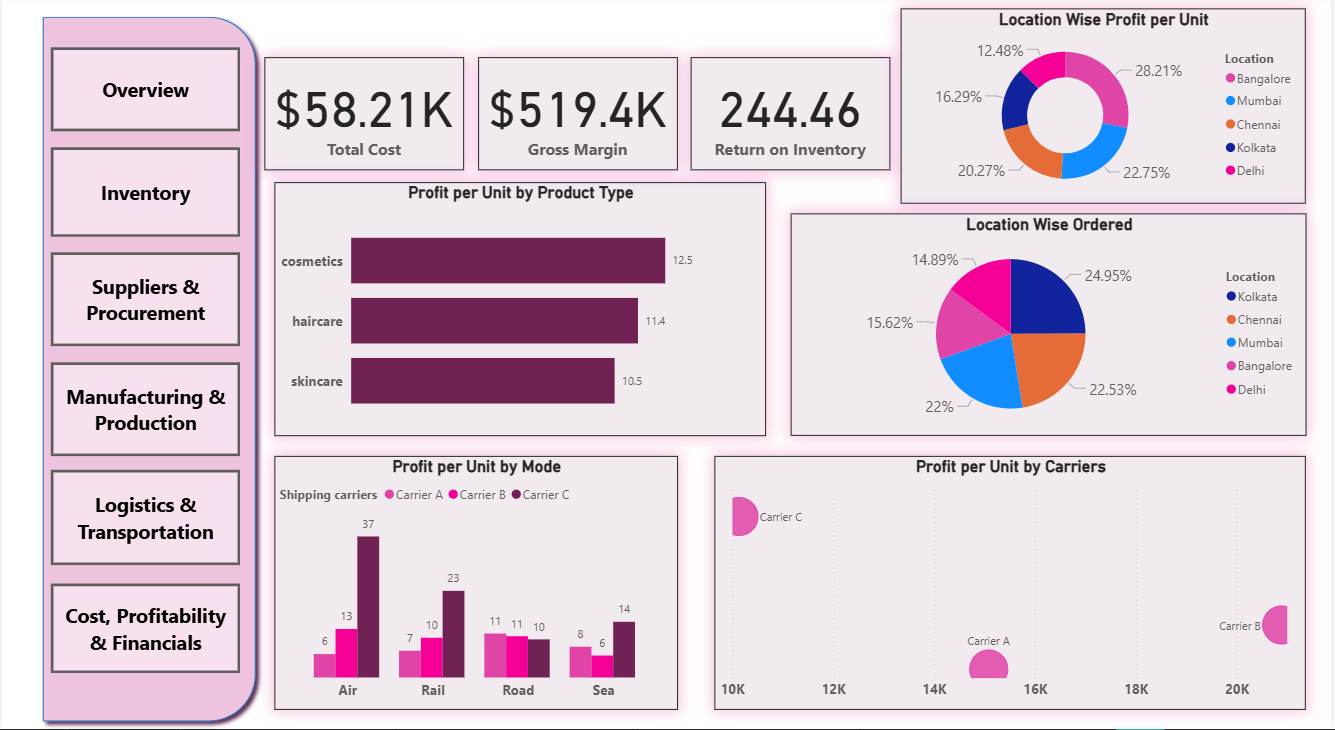 Overview
Inventory
Suppliers &
Procurement
Manufacturing &
Production
Logistics &
Transportation
Cost, Profitability
& Financials
$58.21K
Total Cost
$519.4K
Gross Margin
244.46
Return on Inventory
Location Wise Profit per Unit
12.48%
28.21%
16.29%
20.27%
22.75%
Location
Bangalore
Mumbai
Chennai
Kolkata
Delhi
Profit per Unit by Product Type
cosmetics 12.5
haircare 11.4
skincare 10.5
Location Wise Ordered
14.89%
24.95%
15.62%
22%
22.53%
Location
Kolkata
Chennai
Mumbai
Bangalore
Delhi
Profit per Unit by Mode
Shipping carriers Carrier A Carrier B Carrier C
6 13 37
7 10 23
11 11 10
8 6 14
Air Rail Road Sea
Profit per Unit by Carriers
Carrier C
Carrier B
Carrier A
10K 12K 14K 16K 18K 20K